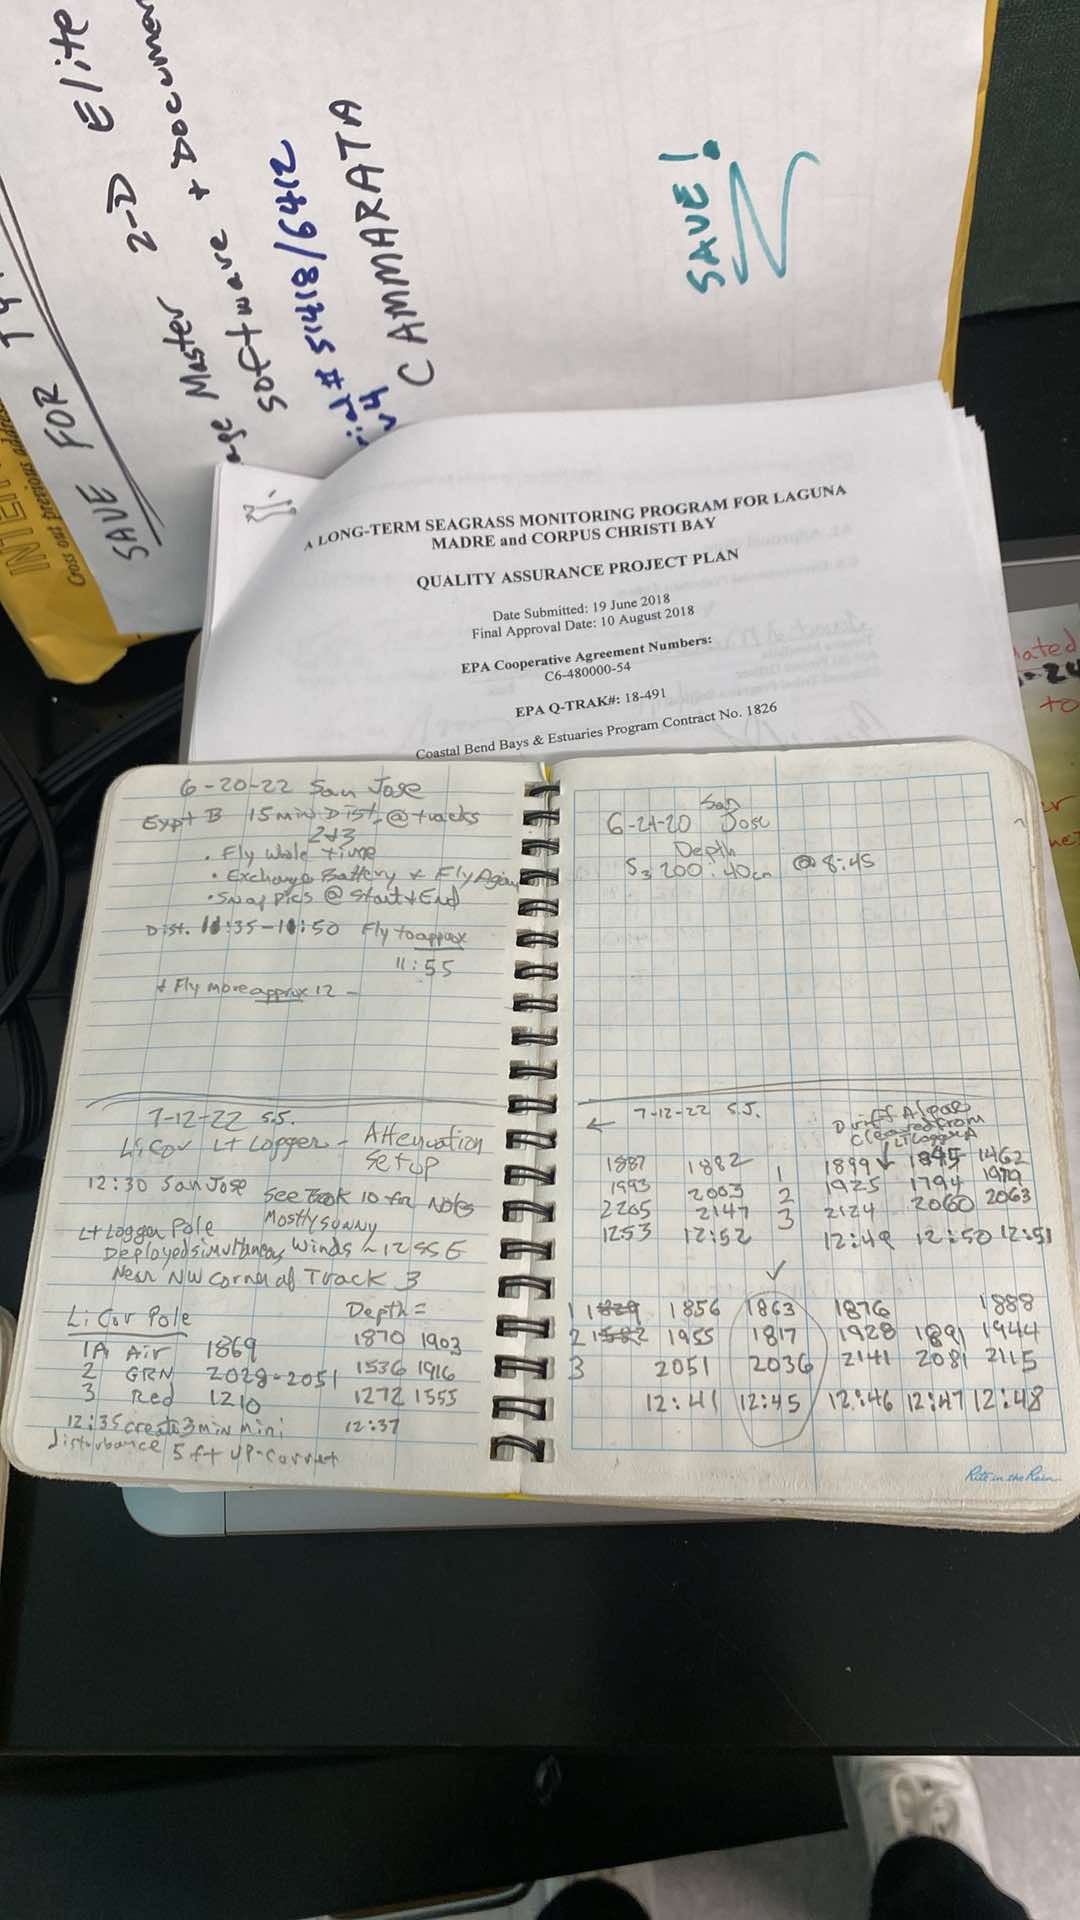 INTER
Cross out previous address
SAVE FOR
2-D Elite
Master
Software + Document
# 51418/6412
CAMMARATA
SAVE!
A LONG-TERM SEAGRASS MONITORING PROGRAM FOR LAGUNA
MADRE and CORPUS CHRISTI BAY
QUALITY ASSURANCE PROJECT PLAN
Date Submitted: 19 June 2018
Final Approval Date: 10 August 2018
EPA Cooperative Agreement Numbers:
C6-480000-54
EPA Q-TRAK#: 18-491
Coastal Bend Bays & Estuaries Program Contract No. 1826
6-20-22 San Jose
Expt B 15 min Dist. @ tracks
2 & 3
• Fly whole time
• Exchange Battery & Fly Again
• Snap pics @ Start & End
Dist. 11:35-11:50 Fly to approx
11:55
+ Fly more approx 12 -
7-12-22 S.J.
LiCor LT Logger - Attenuation
Setup
12:30 San Jose See Book 10 for Notes
Mostly sunny
Lt Logger Pole
Deployed simultaneous, Winds ~ 12 SSE
Near NW corner of Track 3
LiCor Pole Depth =
1A Air 1869 1870 1903
2 GRN 2029-2051 1536 1916
3 Red 1210 1272 1555
12:35 create 3 min mini 12:37
disturbance 5 ft up-current
San
6-24-20 Jose
Depth
S3 200: 40cm @ 8:45
7-12-22 S.J.
Drift Algae
Cleared from
Lt Logger
1887 1882 1 1899 1845 1462
1993 2003 2 1925 1794 1979
2205 2147 3 2124 2060 2063
1253 12:52 12:49 12:50 12:51
1 1829 1856 1863 1876 1888
2 1582 1955 1817 1928 1891 1944
3 2051 2036 2141 2081 2115
12:41 12:45 12:46 12:47 12:48
Rite in the Rain